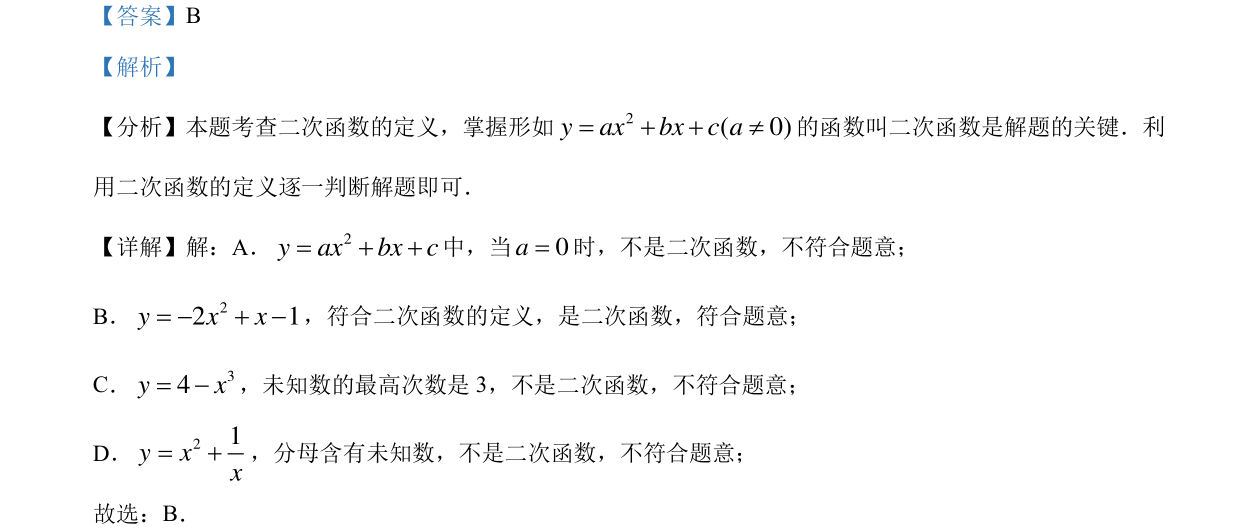 【答案】B
【解析】
【分析】本题考查二次函数的定义，掌握形如 y = ax² + bx + c(a ≠ 0) 的函数叫二次函数是解题的关键．利
用二次函数的定义逐一判断解题即可．
【详解】解：A． y = ax² + bx + c 中，当 a = 0 时，不是二次函数，不符合题意；
B． y = −2x² + x −1，符合二次函数的定义，是二次函数，符合题意；
C． y = 4 − x³，未知数的最高次数是 3，不是二次函数，不符合题意；
D． y = x² + 1/x，分母含有未知数，不是二次函数，不符合题意；
故选：B．